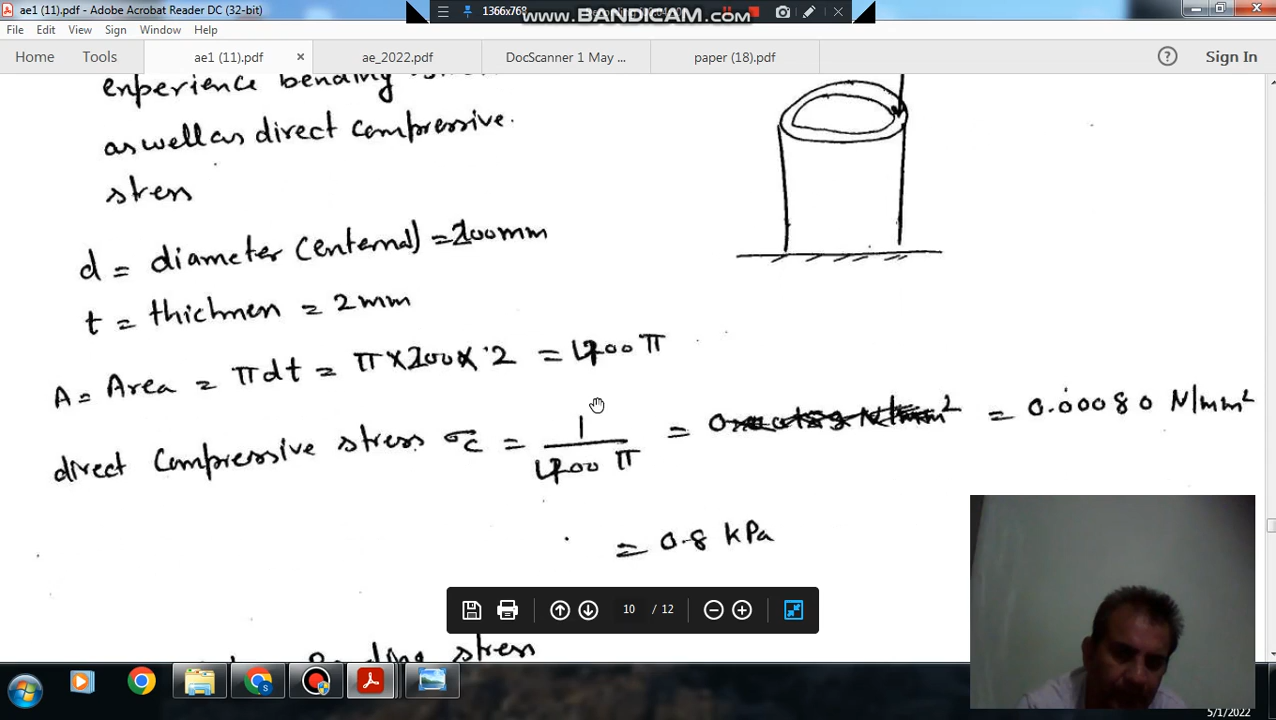 ae1 (11).pdf - Adobe Acrobat Reader DC (32-bit)
1366x768
www.BANDICAM.com
File Edit View Sign Window Help
Home Tools ae1 (11).pdf × ae_2022.pdf DocScanner 1 May ... paper (18).pdf ? Sign In
experience bending
as well as direct compressive.
stress
d = diameter (external) = 200mm
t = thickness = 2mm
A = Area = πdt = π×200×2 = 400π
direct compressive stress σc = 1/400π = = 0.00080 N/mm²
= 0.8 kPa
10 / 12
Bending stress
5/1/2022